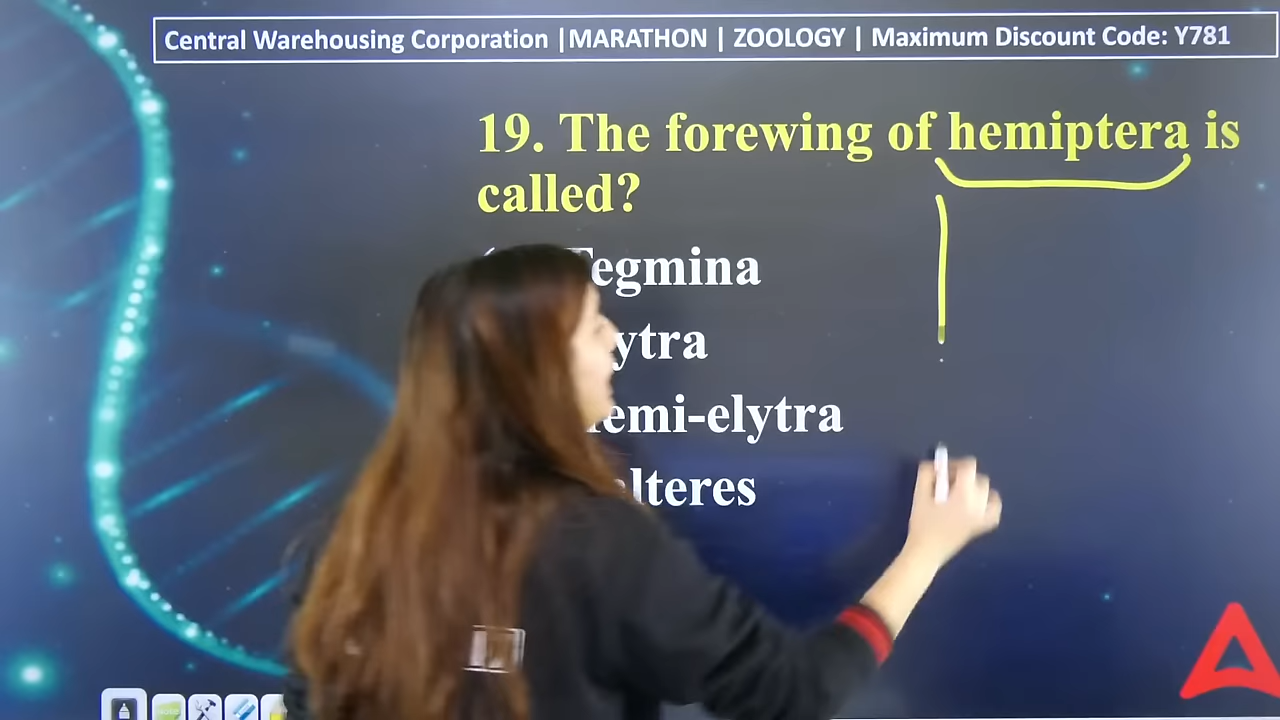 Central Warehousing Corporation |MARATHON | ZOOLOGY | Maximum Discount Code: Y781
19. The forewing of hemiptera is
called?
Tegmina
ytra
emi-elytra
lteres